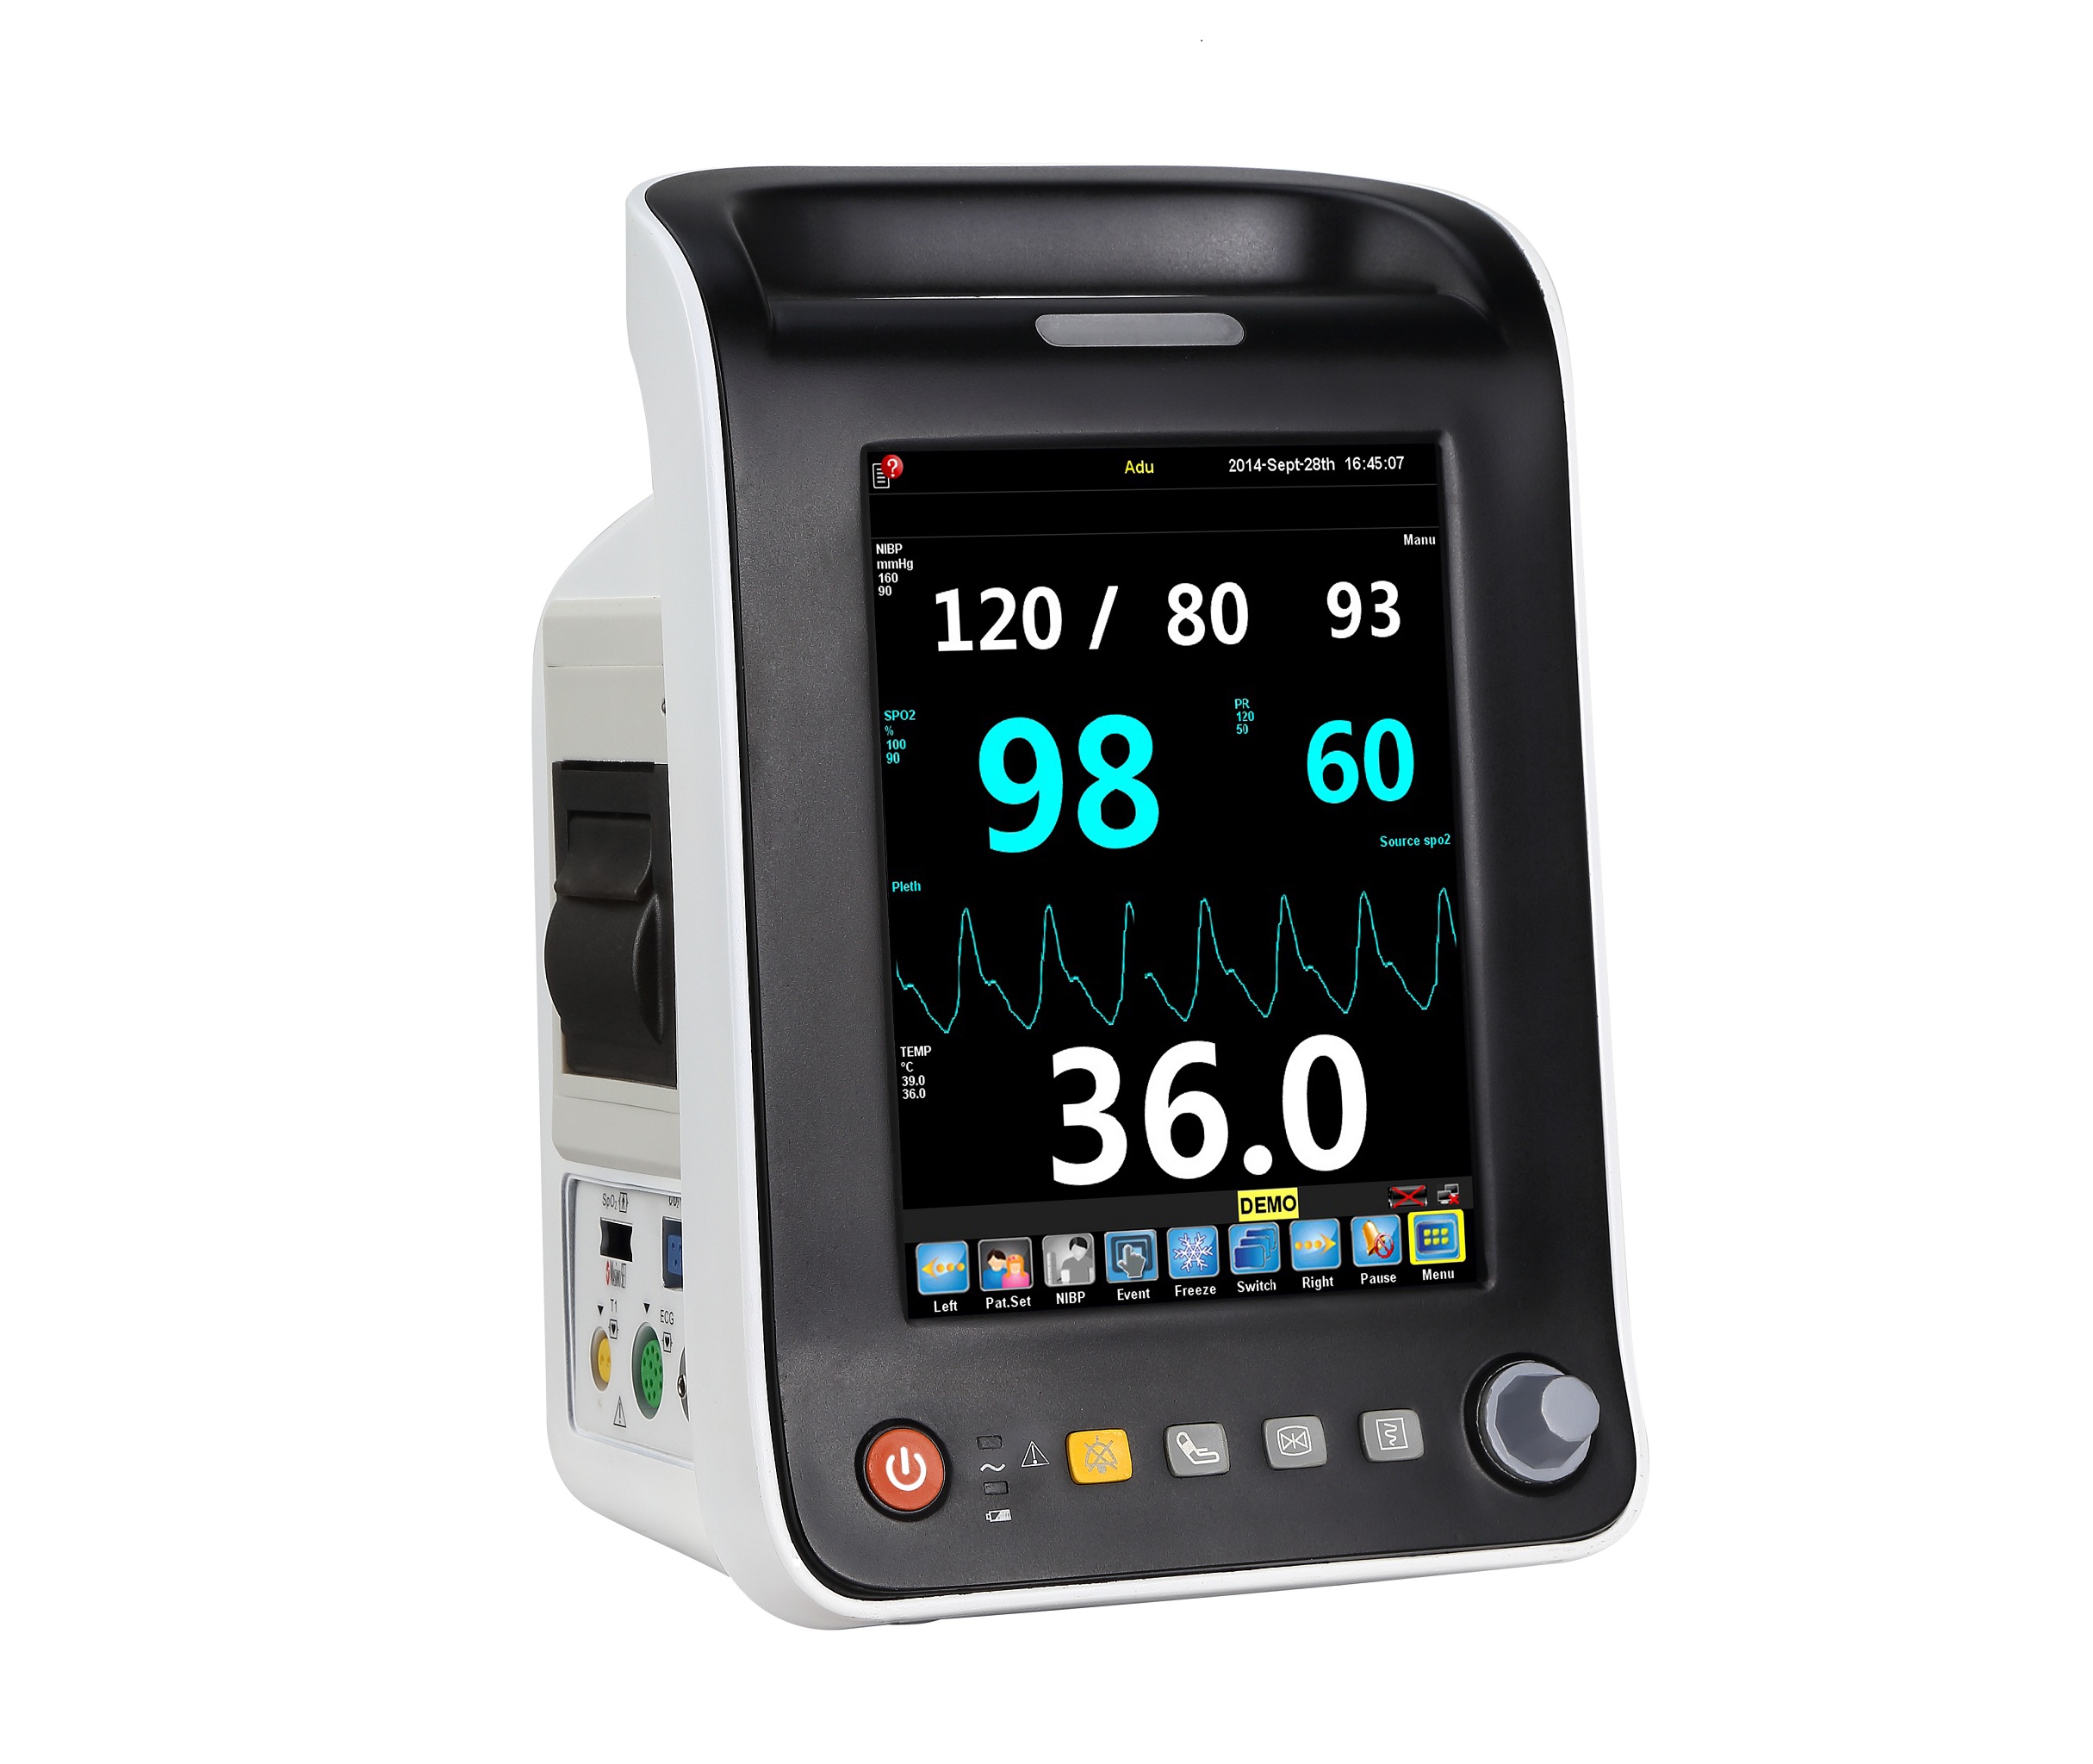 Adu 2014-Sept-28th 16:45:07
NIBP
mmHg
160
90
Manu
120 / 80 93
SPO2
%
100
90
98
PR
120
50
60
Source spo2
Pleth
TEMP
°C
39.0
36.0
36.0
DEMO
Left Pat.Set NIBP Event Freeze Switch Right Pause Menu
SpO₂
T1
ECG